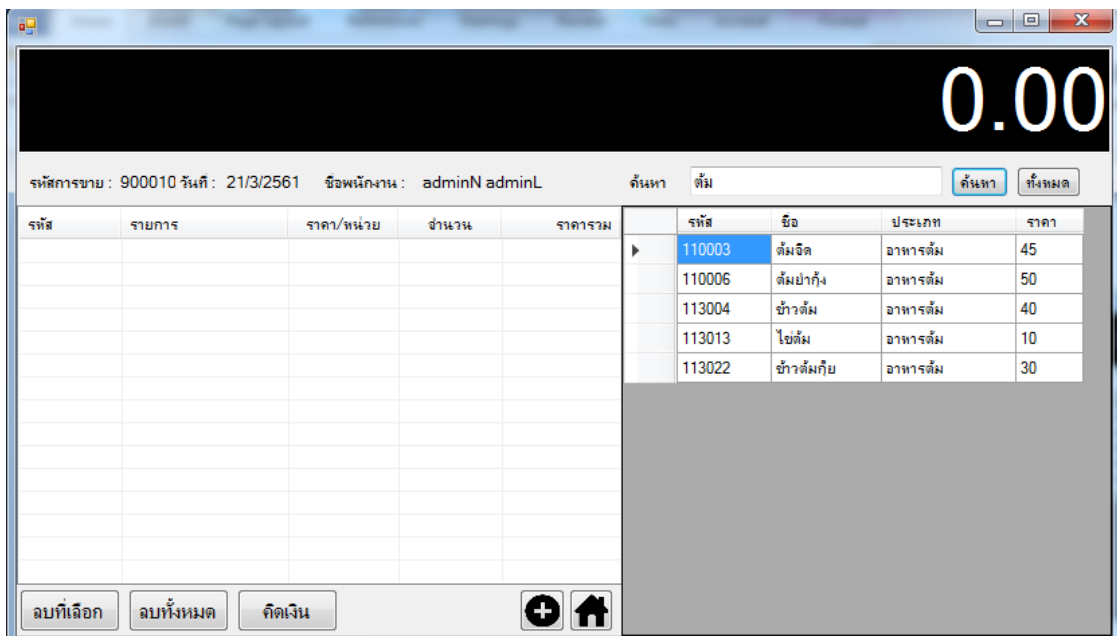 0.00
รหัสการขาย : 900010 วันที่ : 21/3/2561 ชื่อพนักงาน : adminN adminL ค้นหา ต้ม ค้นหา ทั้งหมด
รหัส รายการ ราคา/หน่วย จำนวน ราคารวม
รหัส ชื่อ ประเภท ราคา
110003 ต้มจืด อาหารต้ม 45
110006 ต้มยำกุ้ง อาหารต้ม 50
113004 ข้าวต้ม อาหารต้ม 40
113013 ไข่ต้ม อาหารต้ม 10
113022 ข้าวต้มกุ๊ย อาหารต้ม 30
ลบที่เลือก ลบทั้งหมด คิดเงิน